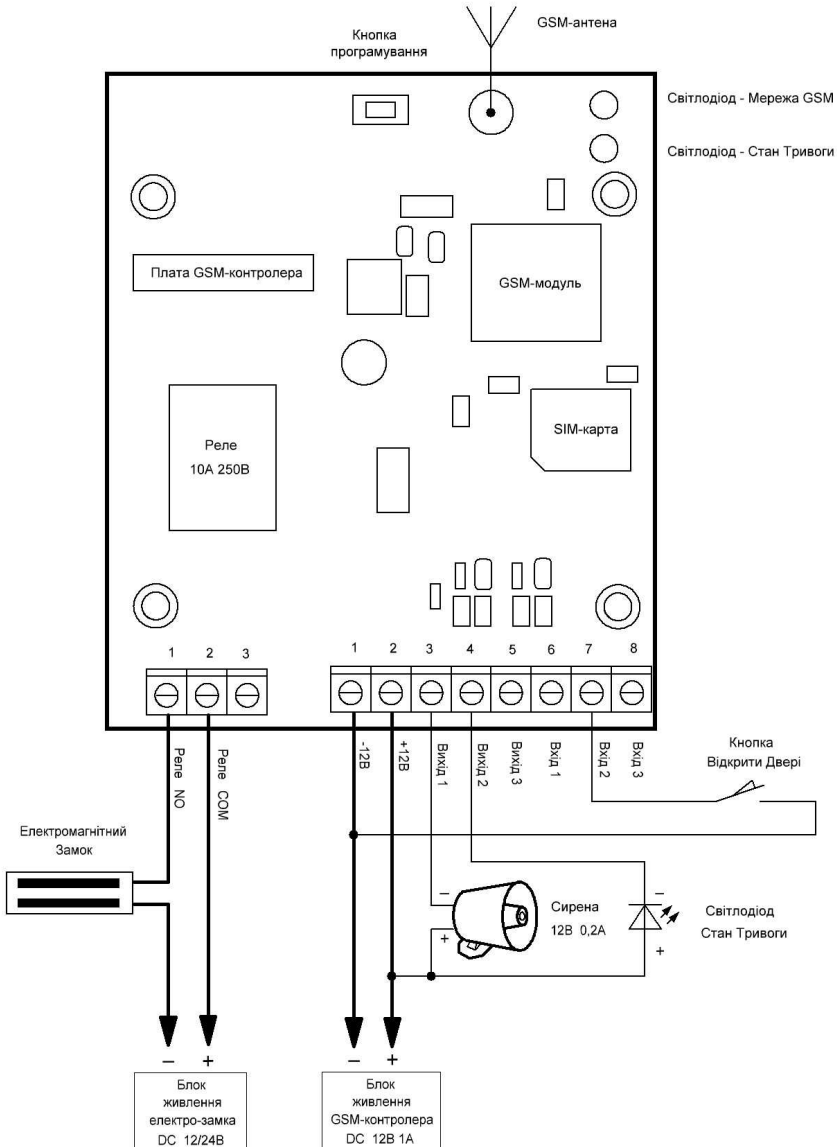 GSM-антена
Кнопка
програмування
Світлодіод - Мережа GSM
Світлодіод - Стан Тривоги
Плата GSM-контролера
GSM-модуль
SIM-карта
Реле
10А 250В
1 2 3
1 2 3 4 5 6 7 8
Реле NO
Реле COM
-12В
+12В
Вихід 1
Вихід 2
Вихід 3
Вхід 1
Вхід 2
Вхід 3
Кнопка
Відкрити Двері
Електромагнітний
Замок
Сирена
12В 0,2А
Світлодіод
Стан Тривоги
− +
− +
− +
− +
Блок
живлення
електро-замка
DC 12/24В
Блок
живлення
GSM-контролера
DC 12В 1А